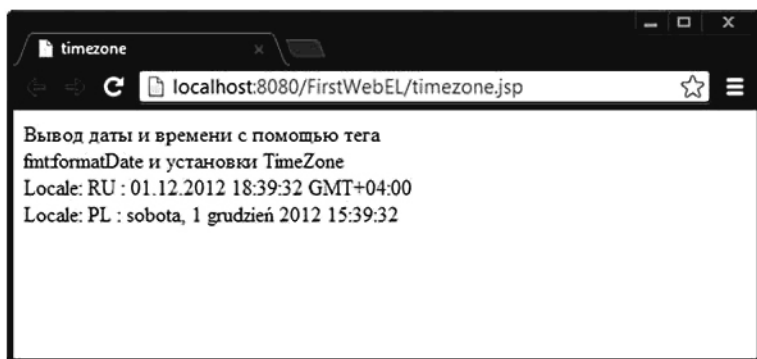 timezone
localhost:8080/FirstWebEL/timezone.jsp
Вывод даты и времени с помощью тега
fmt:formatDate и установки TimeZone
Locale: RU : 01.12.2012 18:39:32 GMT+04:00
Locale: PL : sobota, 1 grudzień 2012 15:39:32